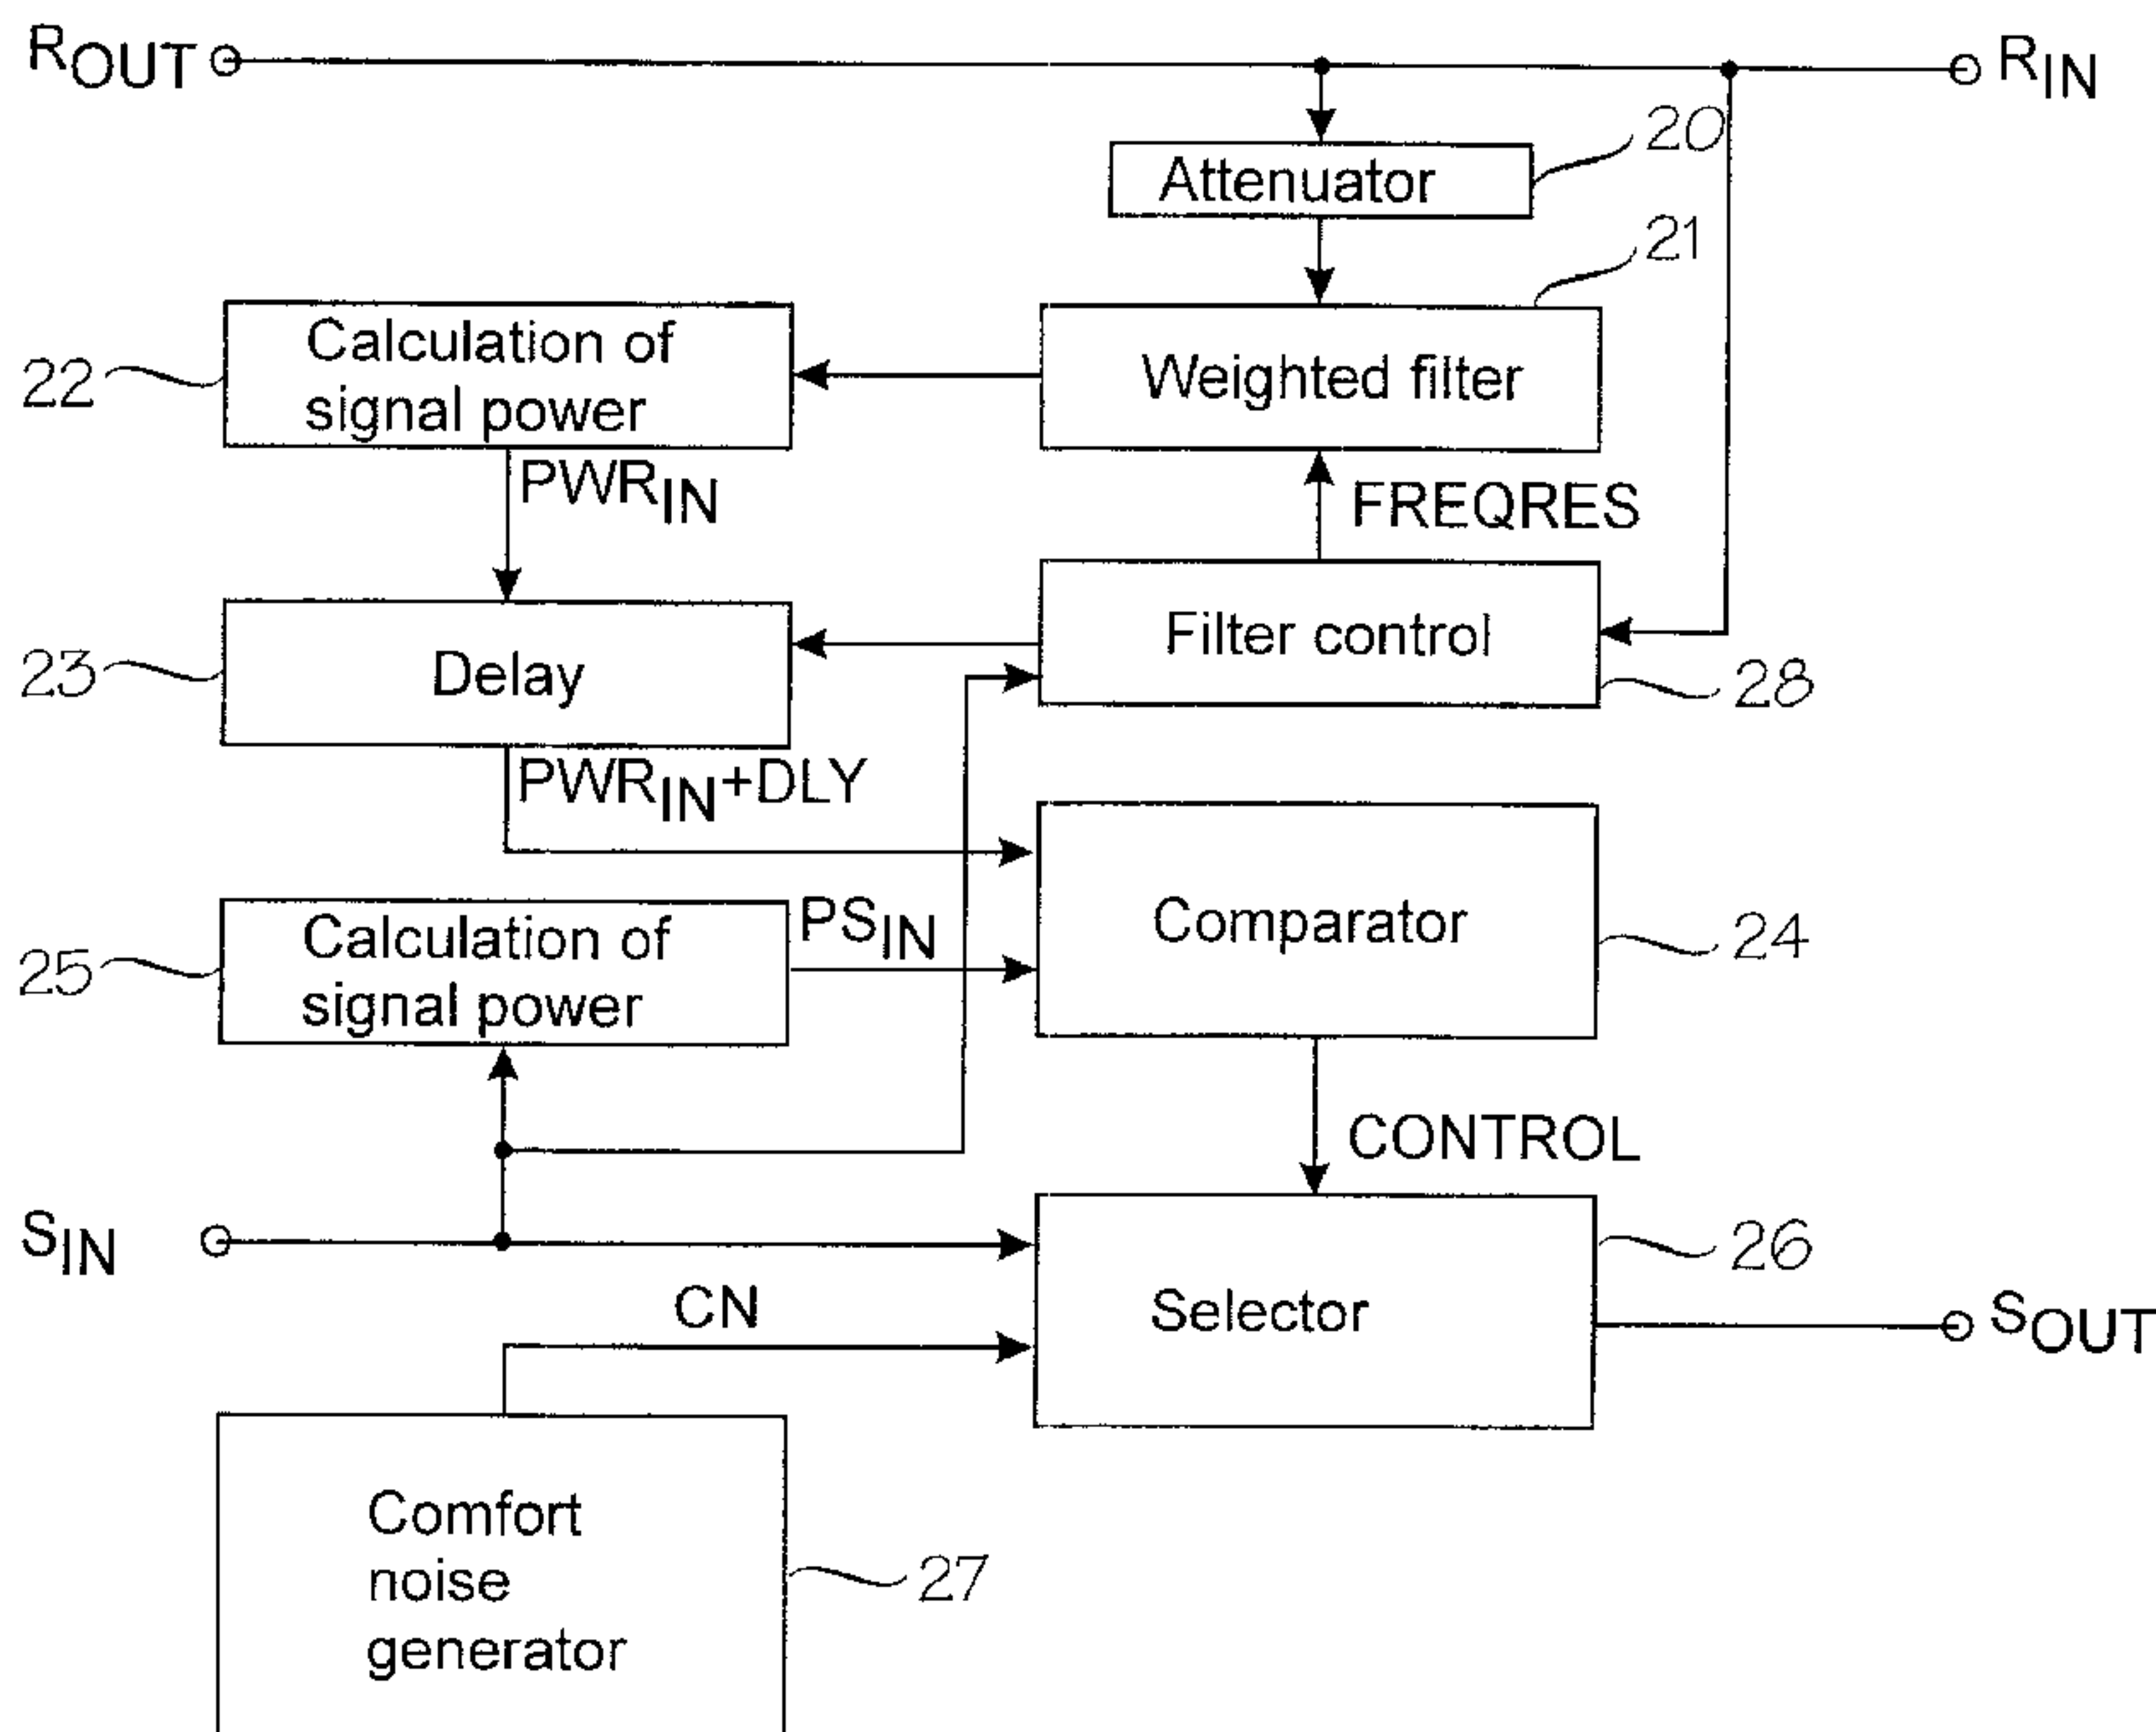 ROUT
RIN
20
Attenuator
21
Calculation of
signal power
22
Weighted filter
PWRIN
FREQRES
Filter control
23
Delay
28
PWRIN+DLY
Comparator
PSIN
Calculation of
signal power
24
25
CONTROL
SIN
26
CN
Selector
SOUT
Comfort
noise
generator
27